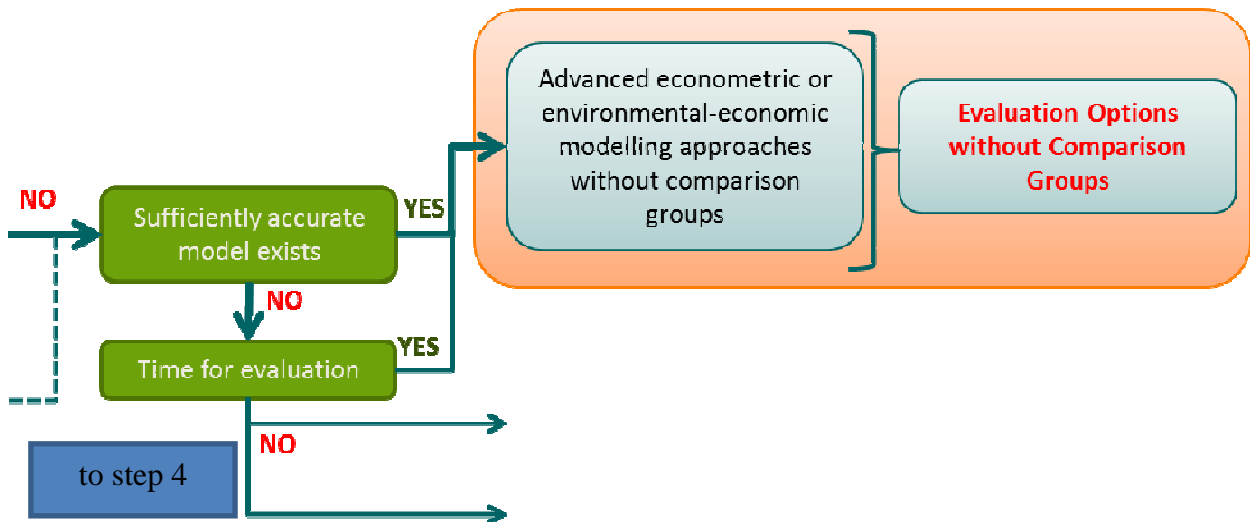 NO
Sufficiently accurate
model exists
YES
Advanced econometric or
environmental-economic
modelling approaches
without comparison
groups
Evaluation Options
without Comparison
Groups
NO
Time for evaluation
YES
NO
to step 4